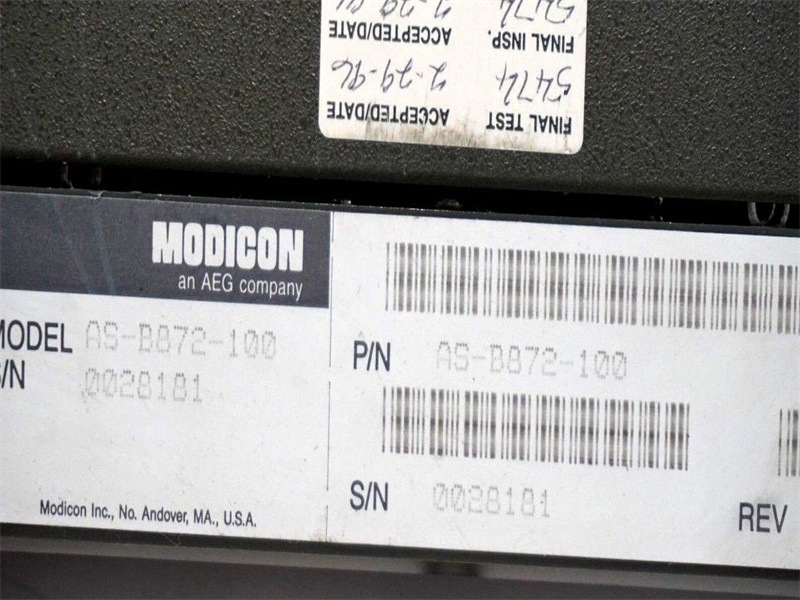 FINAL TEST ACCEPTED/DATE
5474 2-29-96
FINAL INSP. ACCEPTED/DATE
5474
MODICON
an AEG company
MODEL AS-B872-100
S/N 0028181
Modicon Inc., No. Andover, MA., U.S.A.
P/N AS-B872-100
S/N 0028181
REV